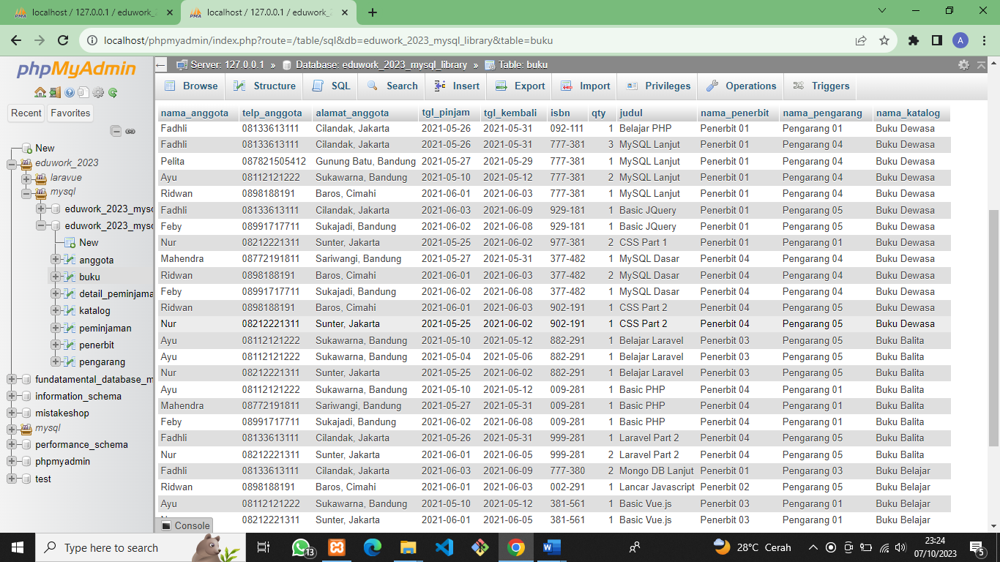 localhost / 127.0.0.1 / eduwork_2
localhost / 127.0.0.1 / eduwork_2
localhost/phpmyadmin/index.php?route=/table/sql&db=eduwork_2023_mysql_library&table=buku
A
phpMyAdmin
Recent Favorites
New
eduwork_2023
laravue
mysql
eduwork_2023_mys
eduwork_2023_mys
New
anggota
buku
detail_peminjama
katalog
peminjaman
penerbit
pengarang
fundatamental_database_m
information_schema
mistakeshop
mysql
performance_schema
phpmyadmin
test
Server: 127.0.0.1 » Database: eduwork_2023_mysql_library » Table: buku
Browse Structure SQL Search Insert Export Import Privileges Operations Triggers
nama_anggota telp_anggota alamat_anggota tgl_pinjam tgl_kembali isbn qty judul nama_penerbit nama_pengarang nama_katalog
Fadhli 08133613111 Cilandak, Jakarta 2021-05-26 2021-05-31 092-111 1 Belajar PHP Penerbit 01 Pengarang 01 Buku Dewasa
Fadhli 08133613111 Cilandak, Jakarta 2021-05-26 2021-05-31 777-381 3 MySQL Lanjut Penerbit 01 Pengarang 04 Buku Dewasa
Pelita 087821505412 Gunung Batu, Bandung 2021-05-27 2021-05-29 777-381 1 MySQL Lanjut Penerbit 01 Pengarang 04 Buku Dewasa
Ayu 08112121222 Sukawarna, Bandung 2021-05-10 2021-05-12 777-381 2 MySQL Lanjut Penerbit 01 Pengarang 04 Buku Dewasa
Ridwan 0898188191 Baros, Cimahi 2021-06-01 2021-06-03 777-381 1 MySQL Lanjut Penerbit 01 Pengarang 04 Buku Dewasa
Fadhli 08133613111 Cilandak, Jakarta 2021-06-03 2021-06-09 929-181 1 Basic JQuery Penerbit 01 Pengarang 05 Buku Dewasa
Feby 08991717711 Sukajadi, Bandung 2021-06-02 2021-06-08 929-181 1 Basic JQuery Penerbit 01 Pengarang 05 Buku Dewasa
Nur 08212221311 Sunter, Jakarta 2021-06-01 2021-06-05 977-381 2 CSS Part 1 Penerbit 01 Pengarang 01 Buku Dewasa
Mahendra 08772191811 Sariwangi, Bandung 2021-05-27 2021-05-31 377-482 1 MySQL Dasar Penerbit 04 Pengarang 04 Buku Dewasa
Ridwan 0898188191 Baros, Cimahi 2021-06-01 2021-06-03 377-482 2 MySQL Dasar Penerbit 04 Pengarang 04 Buku Dewasa
Feby 08991717711 Sukajadi, Bandung 2021-06-02 2021-06-08 377-482 1 MySQL Dasar Penerbit 04 Pengarang 04 Buku Dewasa
Ridwan 0898188191 Baros, Cimahi 2021-06-01 2021-06-03 902-191 1 CSS Part 2 Penerbit 04 Pengarang 05 Buku Dewasa
Nur 08212221311 Sunter, Jakarta 2021-05-25 2021-06-02 902-191 1 CSS Part 2 Penerbit 04 Pengarang 05 Buku Dewasa
Ayu 08112121222 Sukawarna, Bandung 2021-05-10 2021-05-12 882-291 1 Belajar Laravel Penerbit 03 Pengarang 05 Buku Balita
Ayu 08112121222 Sukawarna, Bandung 2021-05-04 2021-05-06 882-291 1 Belajar Laravel Penerbit 03 Pengarang 05 Buku Balita
Nur 08212221311 Sunter, Jakarta 2021-05-25 2021-06-02 882-291 1 Belajar Laravel Penerbit 03 Pengarang 05 Buku Balita
Ayu 08112121222 Sukawarna, Bandung 2021-05-10 2021-05-12 009-281 1 Basic PHP Penerbit 04 Pengarang 01 Buku Balita
Mahendra 08772191811 Sariwangi, Bandung 2021-05-27 2021-05-31 009-281 1 Basic PHP Penerbit 04 Pengarang 01 Buku Balita
Feby 08991717711 Sukajadi, Bandung 2021-06-02 2021-06-08 009-281 1 Basic PHP Penerbit 04 Pengarang 01 Buku Balita
Fadhli 08133613111 Cilandak, Jakarta 2021-05-26 2021-05-31 999-281 1 Laravel Part 2 Penerbit 04 Pengarang 05 Buku Balita
Nur 08212221311 Sunter, Jakarta 2021-06-01 2021-06-05 999-281 2 Laravel Part 2 Penerbit 04 Pengarang 05 Buku Balita
Fadhli 08133613111 Cilandak, Jakarta 2021-06-03 2021-06-09 777-380 2 Mongo DB Lanjut Penerbit 01 Pengarang 03 Buku Belajar
Ridwan 0898188191 Baros, Cimahi 2021-06-01 2021-06-03 002-291 1 Lancar Javascript Penerbit 02 Pengarang 05 Buku Belajar
Ayu 08112121222 Sukawarna, Bandung 2021-05-10 2021-05-12 381-561 1 Basic Vue.js Penerbit 03 Pengarang 01 Buku Belajar
08212221311 Sunter, Jakarta 2021-06-01 2021-06-05 381-561 1 Basic Vue.js Penerbit 03 Pengarang 01 Buku Belajar
Console
Type here to search
13
28°C Cerah
23:24
07/10/2023
5